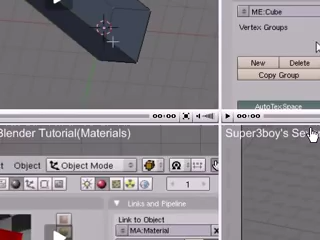 ME:Cube
Vertex Groups
New Delete
Copy Group
AutoTexSpace
00:00
00:00
Blender Tutorial(Materials)
Super3boy's Se
Object Object Mode
1
Links and Pipeline
Link to Object
MA:Material